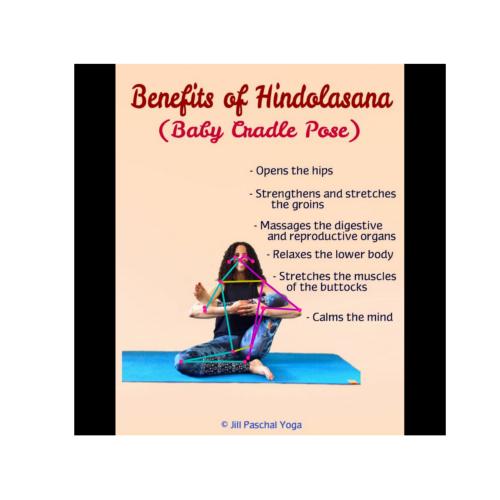 Benefits of Hindolasana
(Baby Cradle Pose)
- Opens the hips
- Strengthens and stretches
the groins
- Massages the digestive
and reproductive organs
- Relaxes the lower body
- Stretches the muscles
of the buttocks
- Calms the mind
© Jill Paschal Yoga